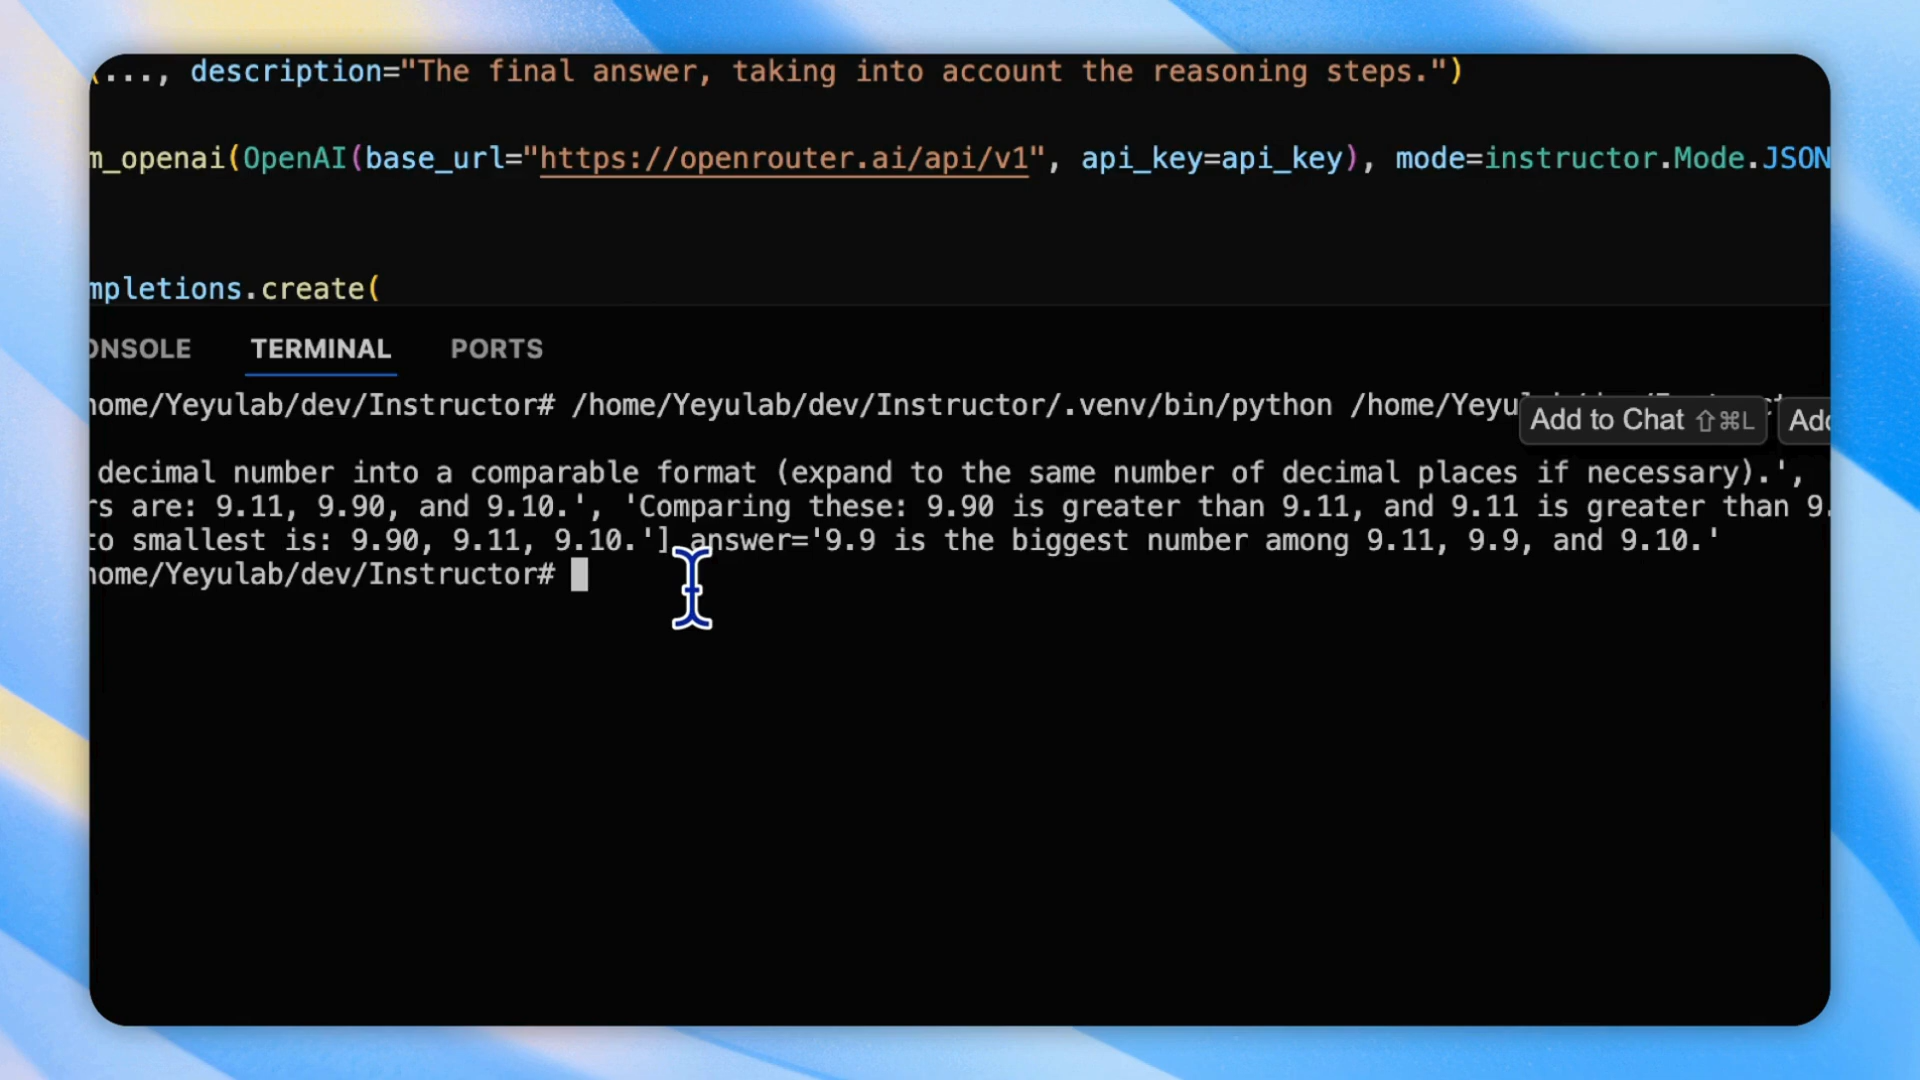 (..., description="The final answer, taking into account the reasoning steps.")
m_openai(OpenAI(base_url="https://openrouter.ai/api/v1", api_key=api_key), mode=instructor.Mode.JSON
mpletions.create(
ONSOLE TERMINAL PORTS
home/Yeyulab/dev/Instructor# /home/Yeyulab/dev/Instructor/.venv/bin/python /home/Yeyu
Add to Chat ⇧⌘L Add
decimal number into a comparable format (expand to the same number of decimal places if necessary).',
rs are: 9.11, 9.90, and 9.10.', 'Comparing these: 9.90 is greater than 9.11, and 9.11 is greater than 9.
to smallest is: 9.90, 9.11, 9.10.'] answer='9.9 is the biggest number among 9.11, 9.9, and 9.10.'
home/Yeyulab/dev/Instructor#